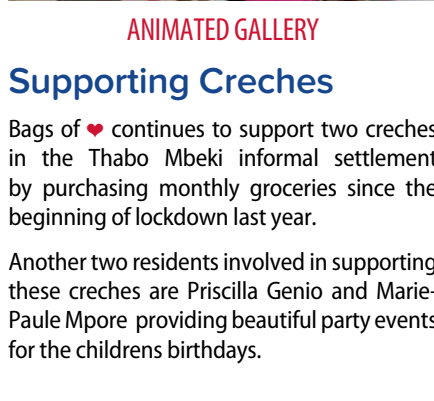 ANIMATED GALLERY
Supporting Creches
Bags of ❤ continues to support two creches
in the Thabo Mbeki informal settlement
by purchasing monthly groceries since the
beginning of lockdown last year.
Another two residents involved in supporting
these creches are Priscilla Genio and Marie-
Paule Mpore providing beautiful party events
for the childrens birthdays.